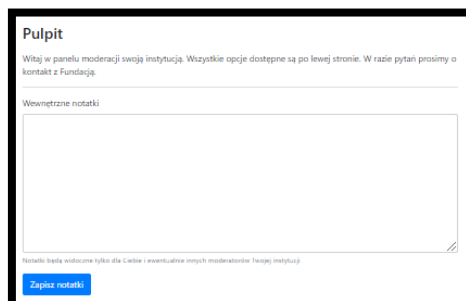 Pulpit
Witaj w panelu moderacji swoją instytucją. Wszystkie opcje dostępne są po lewej stronie. W razie pytań prosimy o
kontakt z Fundacją.
Wewnętrzne notatki
Notatki będą widoczne tylko dla Ciebie i ewentualnie innych moderatorów Twojej instytucji
Zapisz notatki